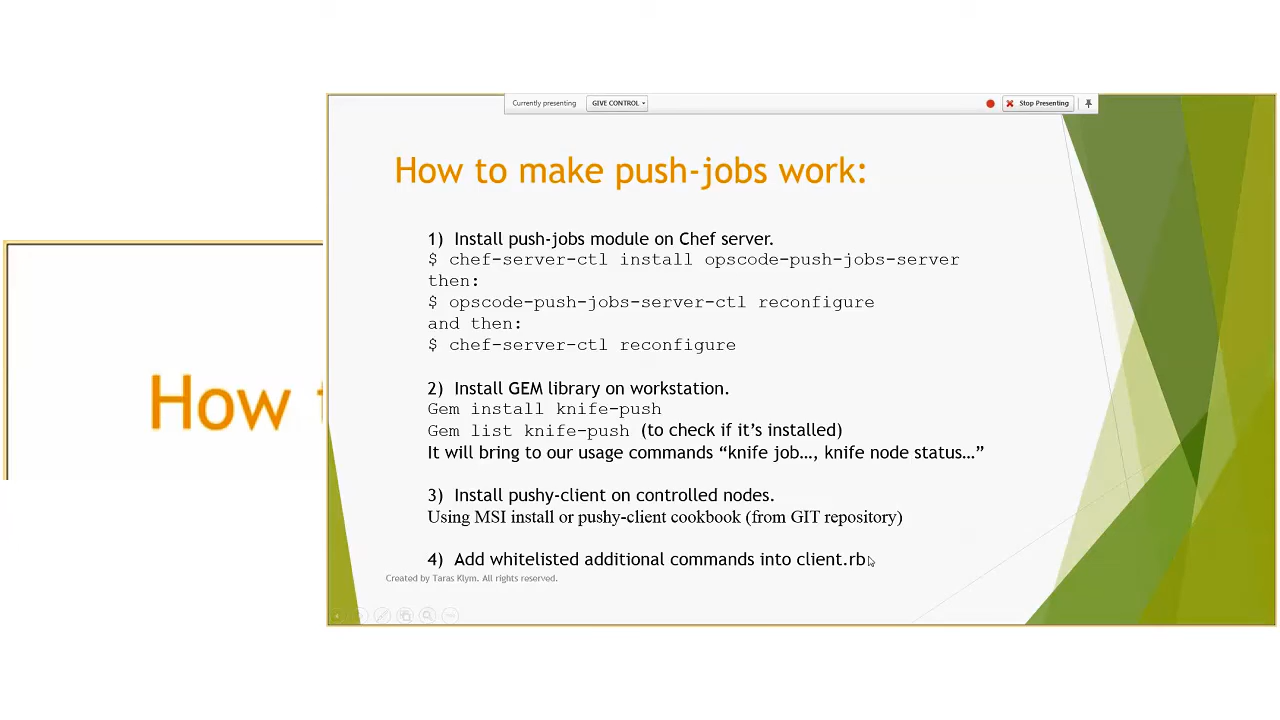 Currently presenting GIVE CONTROL Stop Presenting
How to make push-jobs work:
1) Install push-jobs module on Chef server.
$ chef-server-ctl install opscode-push-jobs-server
then:
$ opscode-push-jobs-server-ctl reconfigure
and then:
$ chef-server-ctl reconfigure
2) Install GEM library on workstation.
Gem install knife-push
Gem list knife-push (to check if it’s installed)
It will bring to our usage commands “knife job…, knife node status…”
3) Install pushy-client on controlled nodes.
Using MSI install or pushy-client cookbook (from GIT repository)
4) Add whitelisted additional commands into client.rb
Created by Taras Klym. All rights reserved.
How